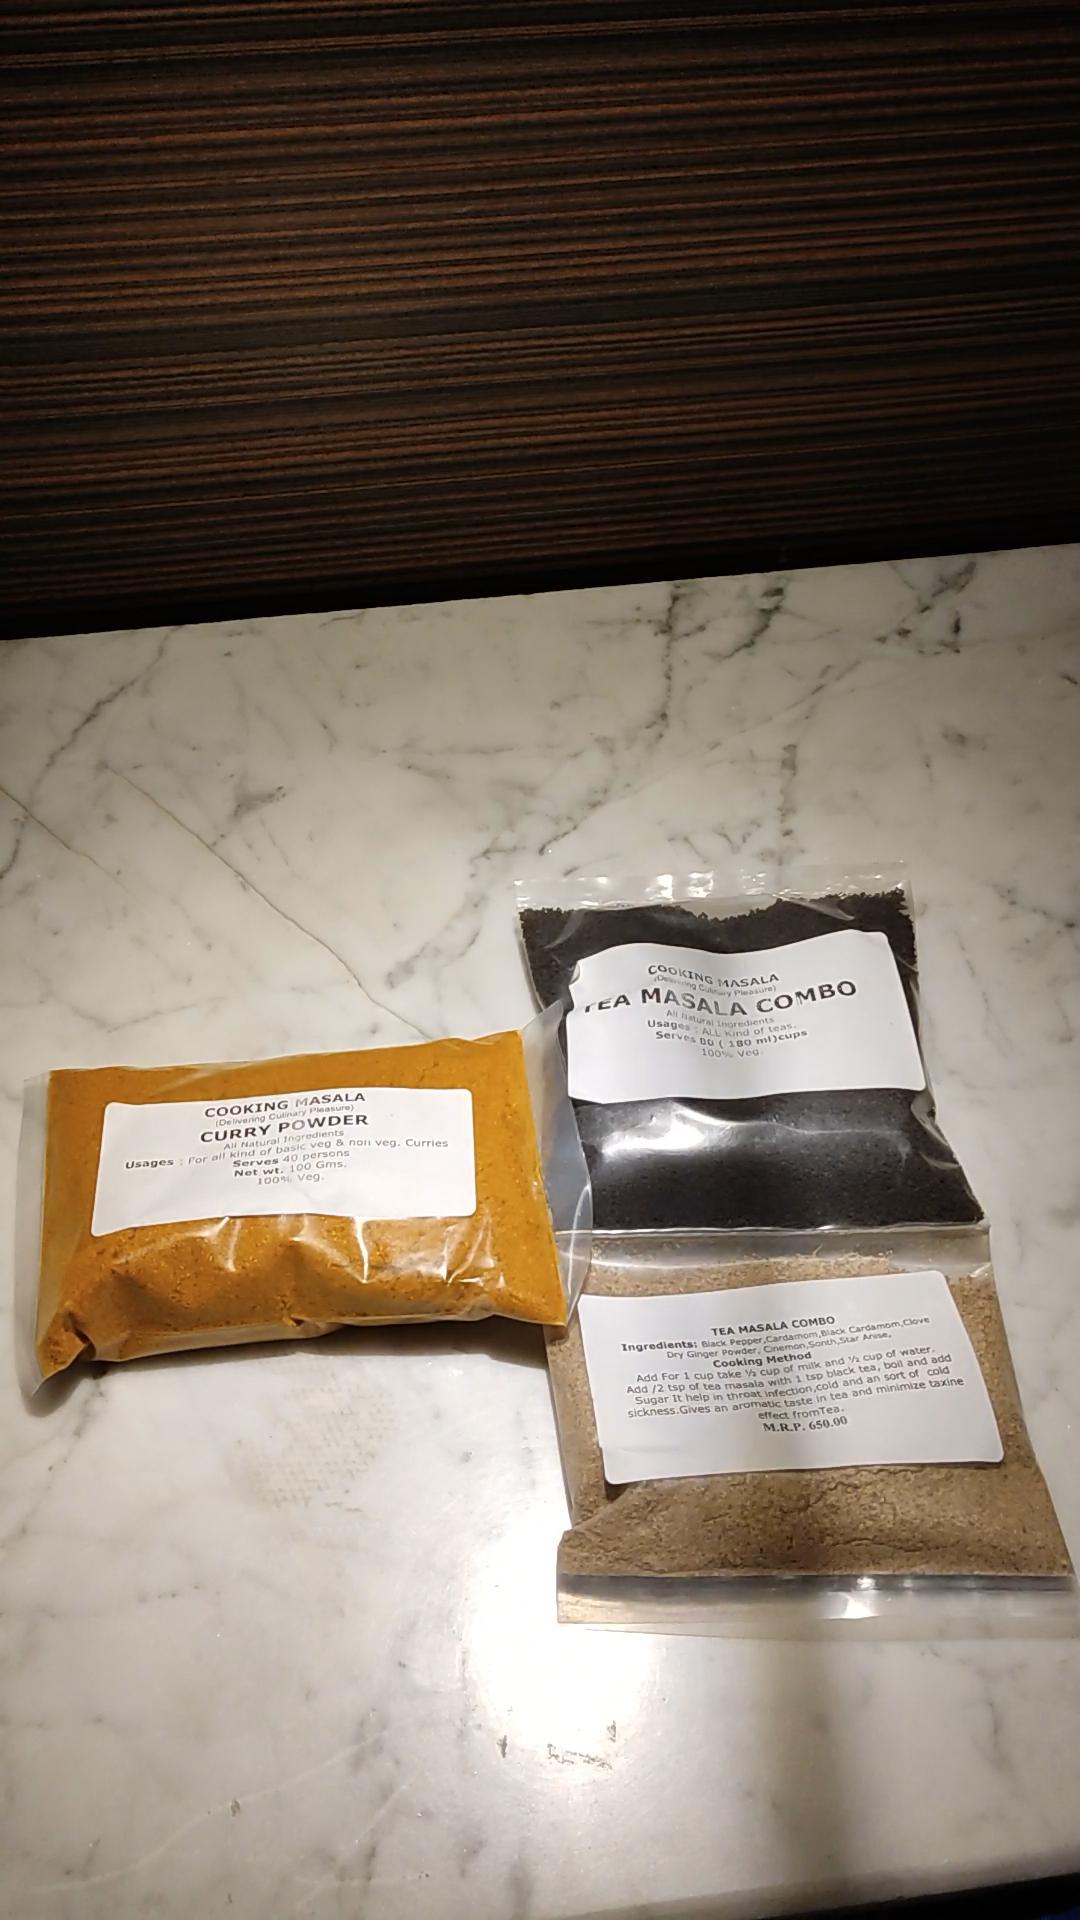 COOKING MASALA
(Delivering Culinary Pleasure)
TEA MASALA COMBO
All Natural Ingredients
Usages : ALL Kind of teas.
Serves 80 ( 180 ml)cups
100% Veg.
COOKING MASALA
(Delivering Culinary Pleasure)
CURRY POWDER
All Natural Ingredients
Usages : For all kind of basic veg & non veg. Curries
Serves 40 persons
Net wt. 100 Gms.
100% Veg.
TEA MASALA COMBO
Ingredients: Black Pepper,Cardamom,Black Cardamom,Clove
Dry Ginger Powder, Cinemon,Sonth,Star Anise,
Cooking Method
Add For 1 cup take ½ cup of milk and ½ cup of water.
Add /2 tsp of tea masala with 1 tsp black tea, boil and add
Sugar It help in throat infection,cold and an sort of cold
sickness.Gives an aromatic taste in tea and minimize taxine
effect fromTea.
M.R.P. 650.00